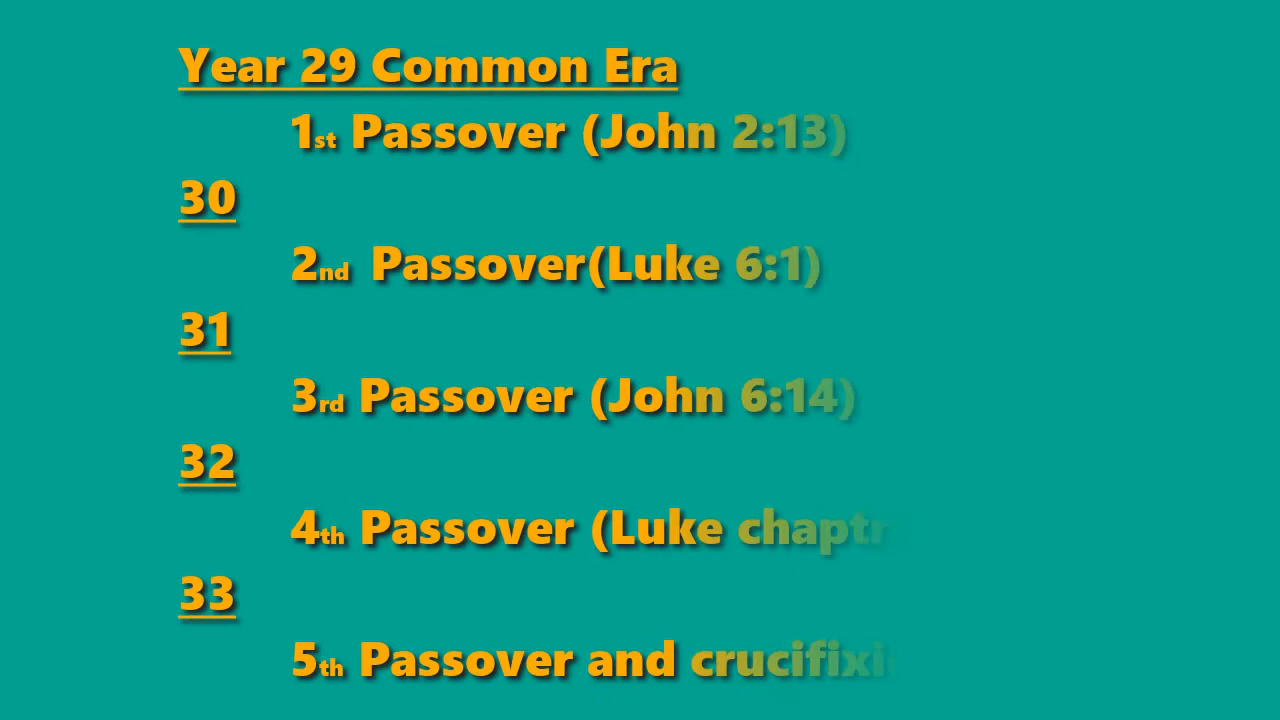 Year 29 Common Era
1st Passover (John 2:13)
30
2nd Passover(Luke 6:1)
31
3rd Passover (John 6:14)
32
4th Passover (Luke
33
5th Passover and